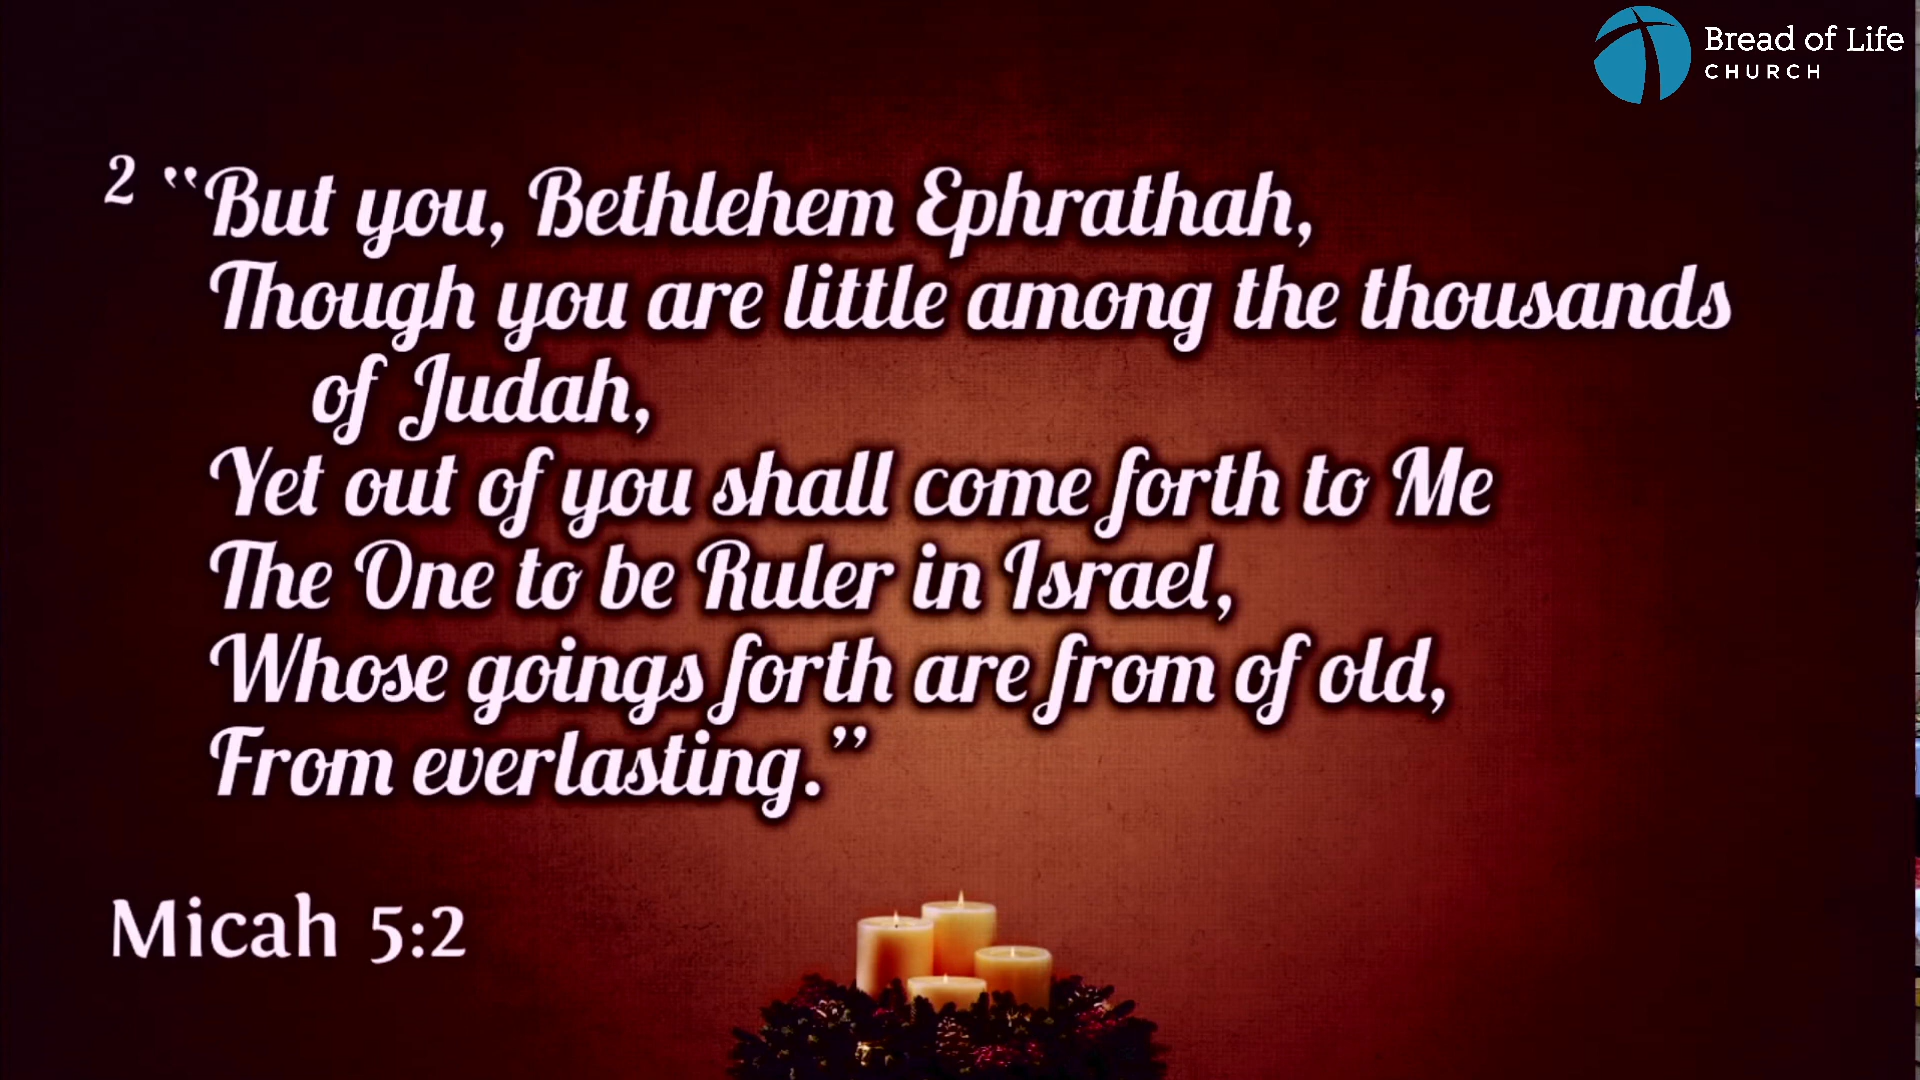 Bread of Life
CHURCH
2 “But you, Bethlehem Ephrathah,
Though you are little among the thousands
of Judah,
Yet out of you shall come forth to Me
The One to be Ruler in Israel,
Whose goings forth are from of old,
From everlasting.”
Micah 5:2